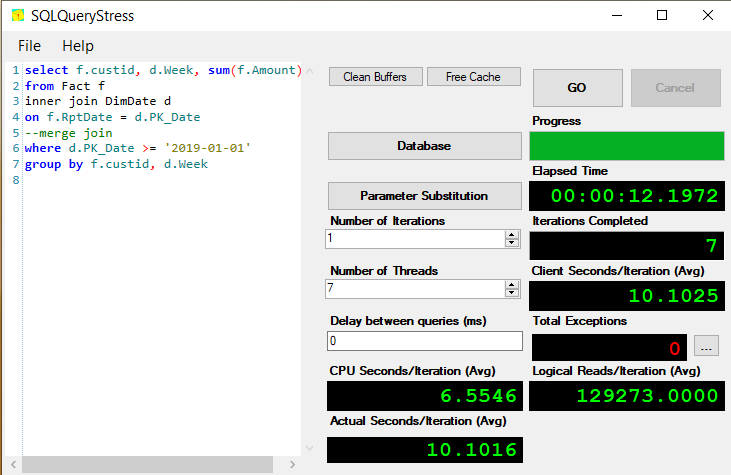 SQLQueryStress
File Help
1 select f.custid, d.Week, sum(f.Amount)
2 from Fact f
3 inner join DimDate d
4 on f.RptDate = d.PK_Date
5 --merge join
6 where d.PK_Date >= '2019-01-01'
7 group by f.custid, d.Week
8
Clean Buffers
Free Cache
GO
Cancel
Database
Progress
Elapsed Time
00:00:12.1972
Parameter Substitution
Number of Iterations
1
Iterations Completed
7
Number of Threads
7
Client Seconds/Iteration (Avg)
10.1025
Delay between queries (ms)
0
Total Exceptions
0
...
CPU Seconds/Iteration (Avg)
6.5546
Logical Reads/Iteration (Avg)
129273.0000
Actual Seconds/Iteration (Avg)
10.1016